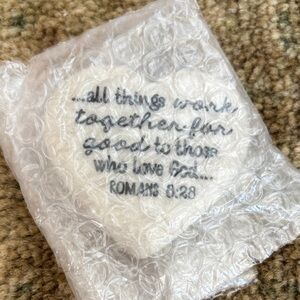 ...all things work
together for
good to those
who love God...
ROMANS 8:28